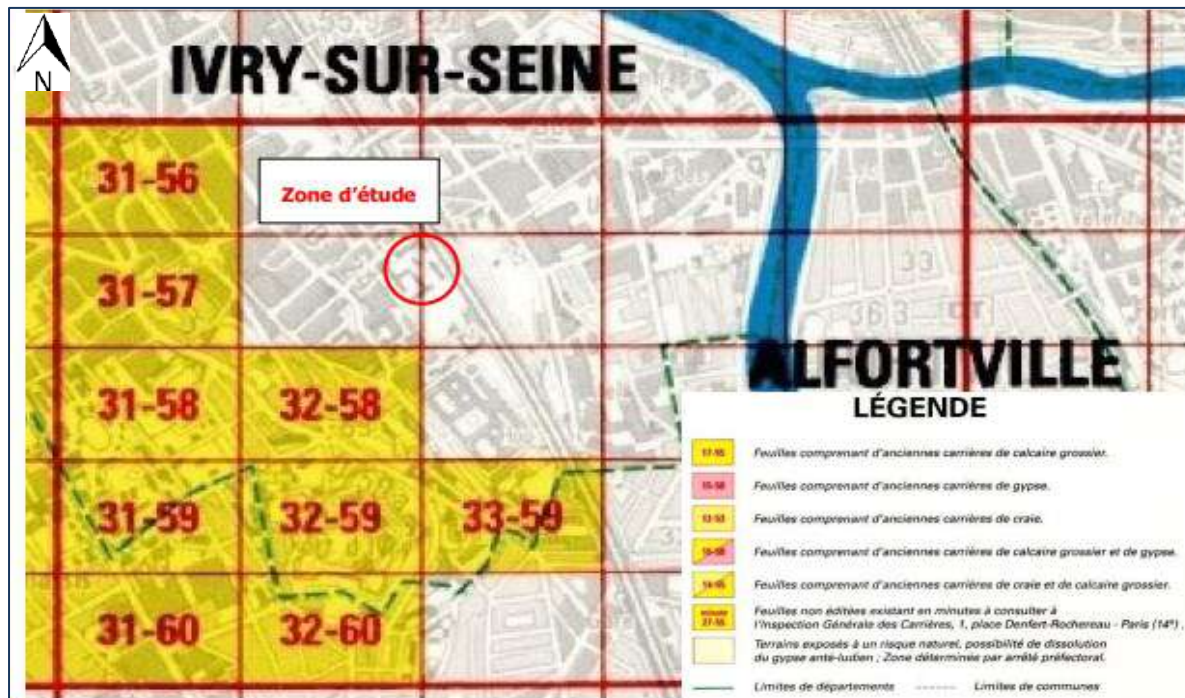 N
IVRY-SUR-SEINE
31-56
Zone d'étude
31-57
33
36 3
ALFORTVILLE
31-58
32-58
31-59
32-59
33-59
31-60
32-60
LÉGENDE
Feuilles comprenant d'anciennes carrières de calcaire grossier.
Feuilles comprenant d'anciennes carrières de gypse.
Feuilles comprenant d'anciennes carrières de craie.
Feuilles comprenant d'anciennes carrières de calcaire grossier et de gypse.
Feuilles comprenant d'anciennes carrières de craie et de calcaire grossier.
Feuilles non éditées existant en minutes à consulter à
l'Inspection Générale des Carrières, 1, place Denfert-Rochereau - Paris (14°) .
Terrains exposés à un risque naturel, possibilité de dissolution
du gypse ante-ludien ; Zone déterminée par arrêté préfectoral.
Limites de départements
Limites de communes